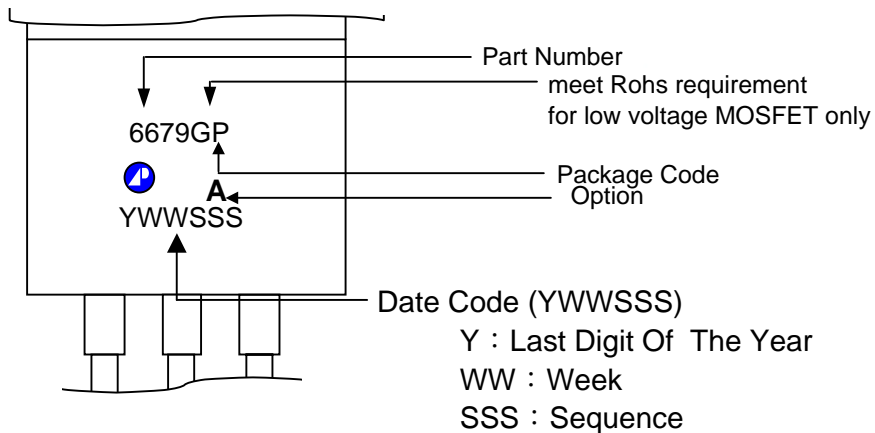 Part Number
meet Rohs requirement
for low voltage MOSFET only
6679GP
Package Code
A
Option
YWWSSS
Date Code (YWWSSS)
Y：Last Digit Of The Year
WW：Week
SSS：Sequence